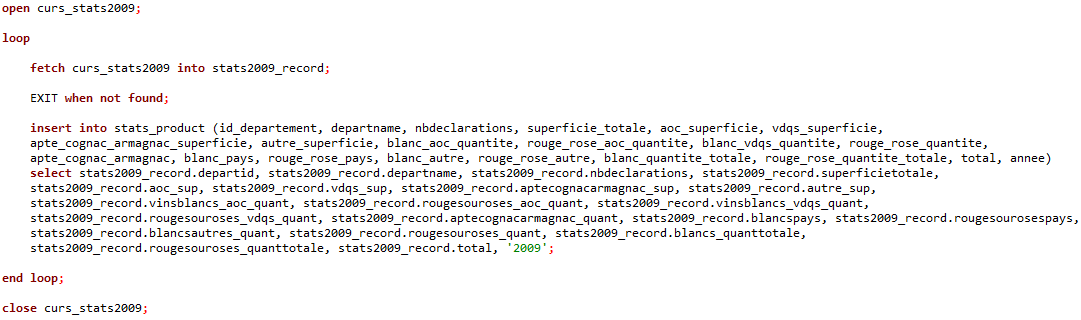 open curs_stats2009;
loop
fetch curs_stats2009 into stats2009_record;
EXIT when not found;
insert into stats_product (id_departement, departname, nbdeclarations, superficie_totale, aoc_superficie, vdqs_superficie,
apte_cognac_armagnac_superficie, autre_superficie, blanc_aoc_quantite, rouge_rose_aoc_quantite, blanc_vdqs_quantite, rouge_rose_quantite,
apte_cognac_armagnac, blanc_pays, rouge_rose_pays, blanc_autre, rouge_rose_autre, blanc_quantite_totale, rouge_rose_quantite_totale, total, annee)
select stats2009_record.departid, stats2009_record.departname, stats2009_record.nbdeclarations, stats2009_record.superficietotale,
stats2009_record.aoc_sup, stats2009_record.vdqs_sup, stats2009_record.aptecognacarmagnac_sup, stats2009_record.autre_sup,
stats2009_record.vinsblancs_aoc_quant, stats2009_record.rougesouroses_aoc_quant, stats2009_record.vinsblancs_vdqs_quant,
stats2009_record.rougesouroses_vdqs_quant, stats2009_record.aptecognacarmagnac_quant, stats2009_record.blancspays, stats2009_record.rougesourosespays,
stats2009_record.blancsautres_quant, stats2009_record.rougesouroses_quant, stats2009_record.blancs_quanttotale,
stats2009_record.rougesouroses_quanttotale, stats2009_record.total, '2009';
end loop;
close curs_stats2009;